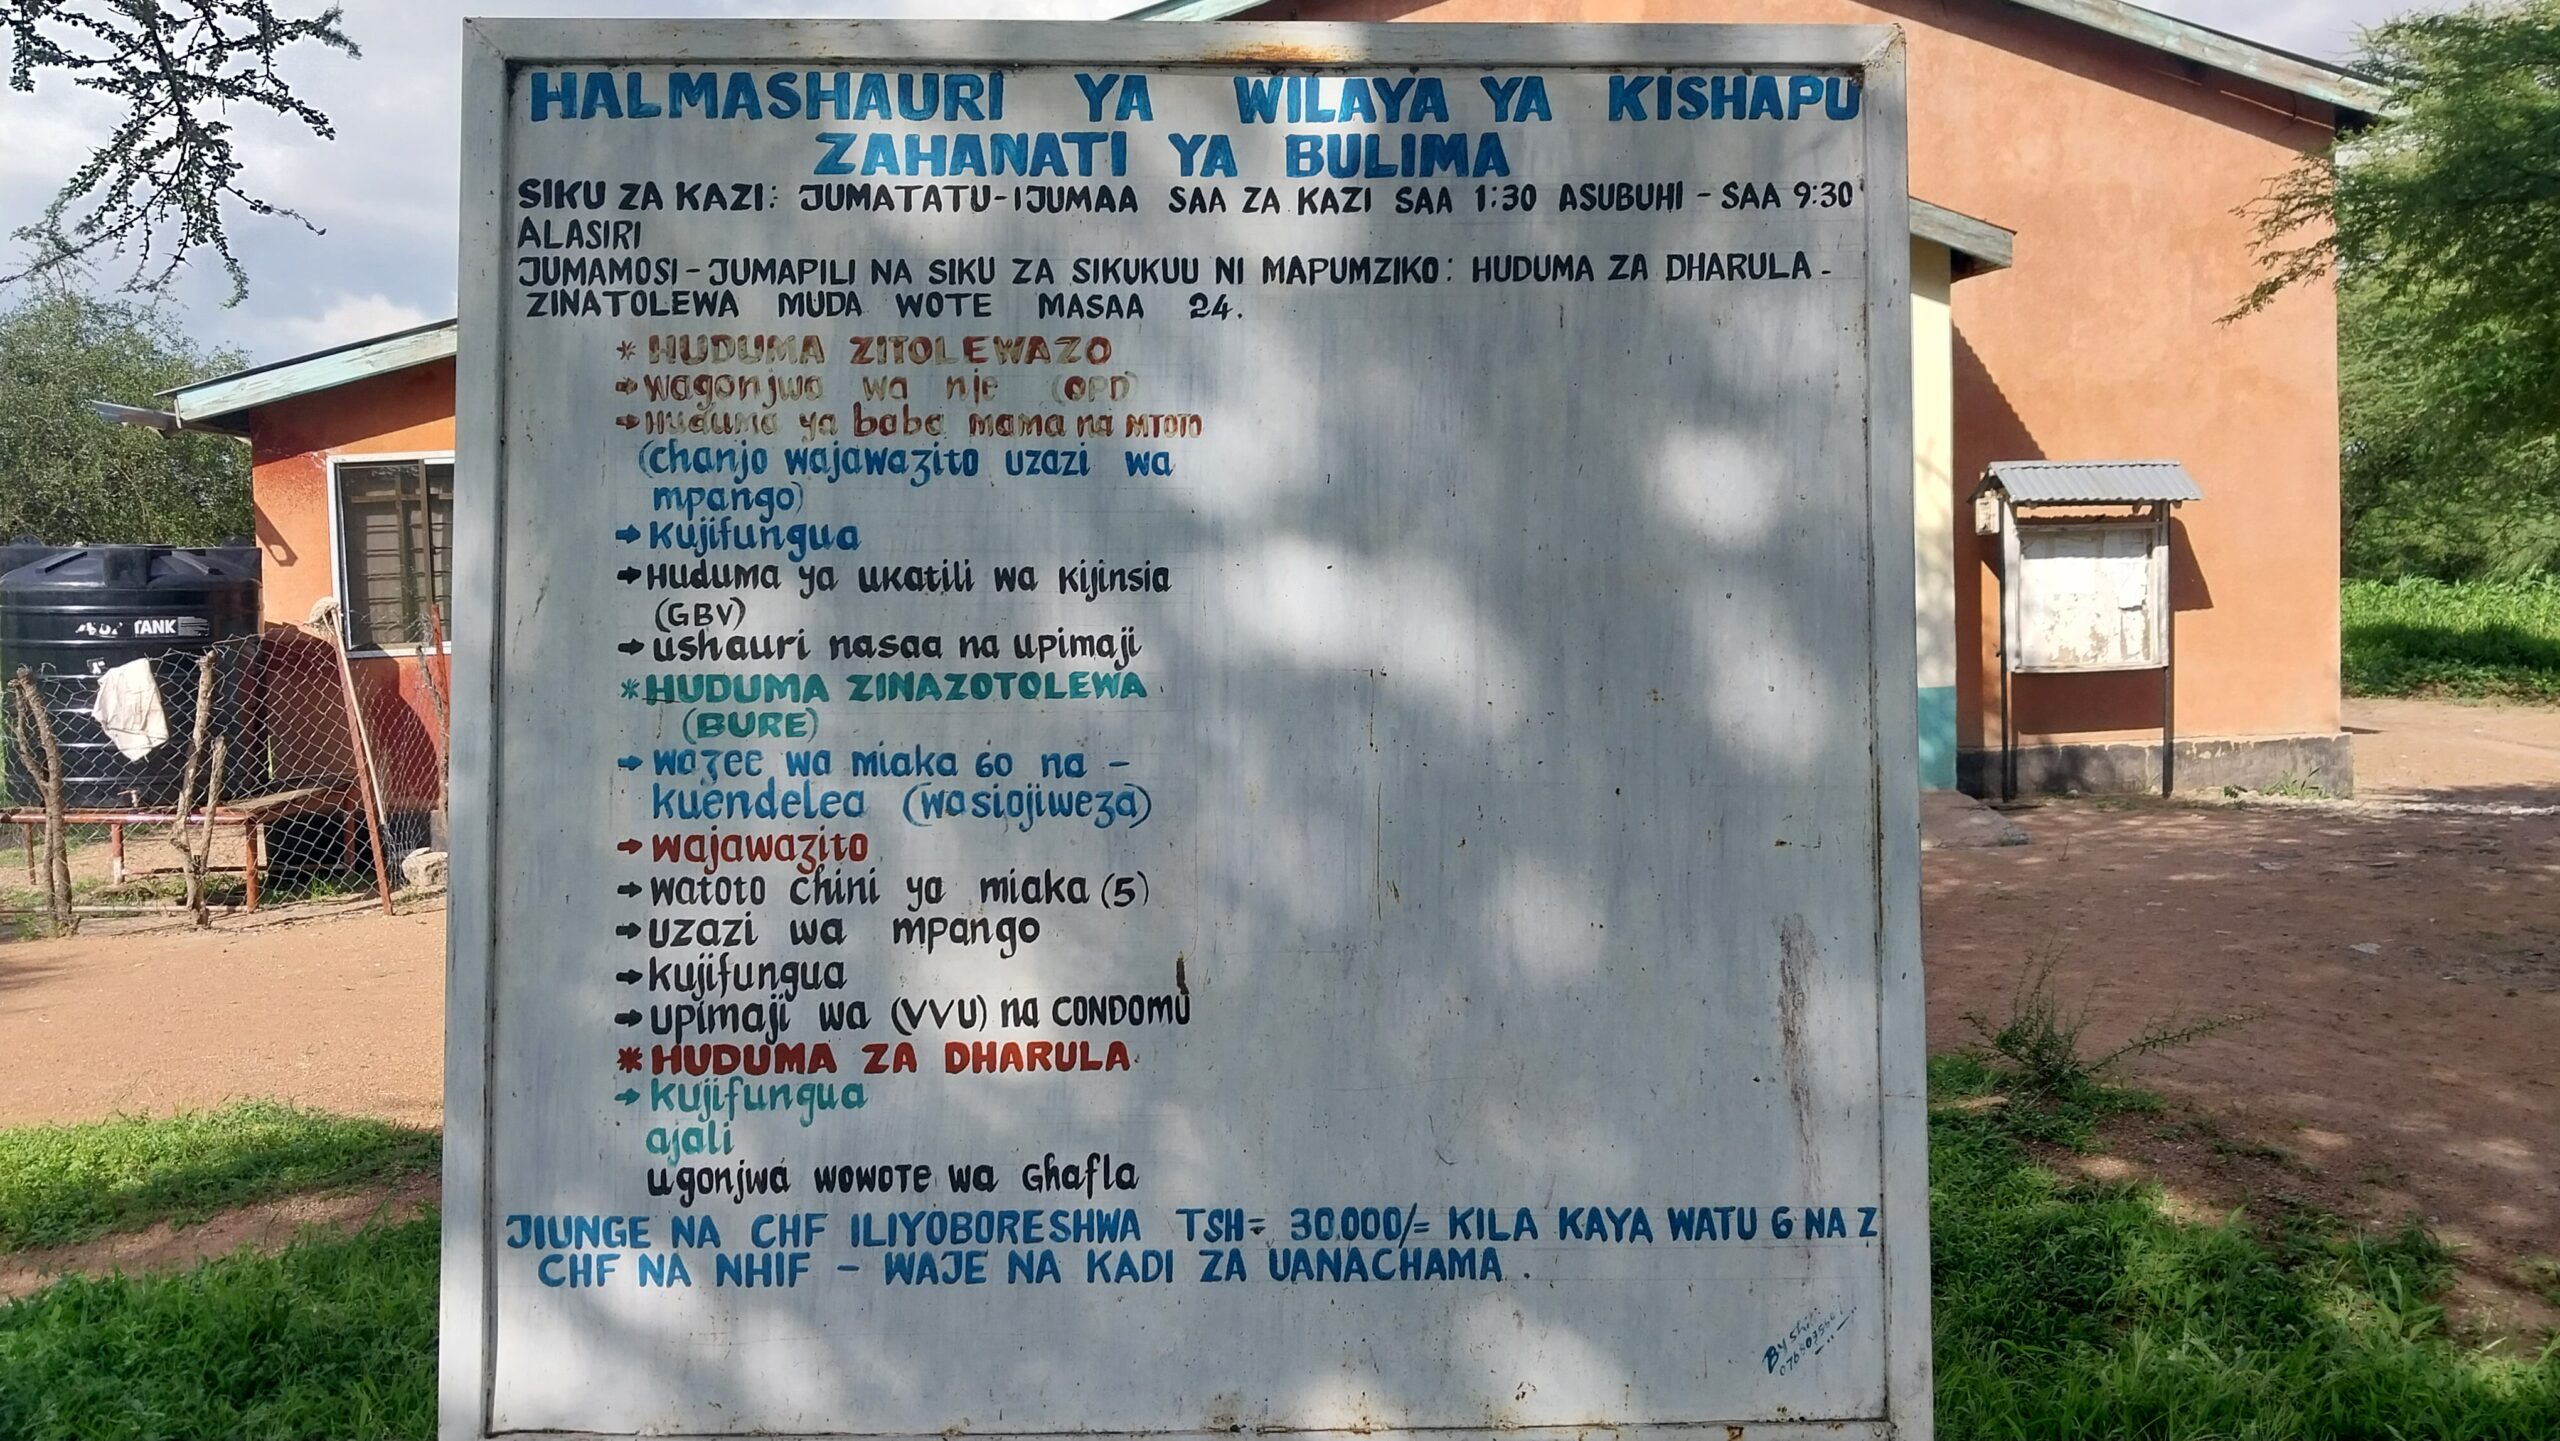 HALMASHAURI YA WILAYA YA KISHAPU
ZAHANATI YA BULIMA
SIKU ZA KAZI: JUMATATU-IJUMAA SAA ZA KAZI SAA 1:30 ASUBUHI - SAA 9:30
ALASIRI
JUMAMOSI - JUMAPILI NA SIKU ZA SIKUKUU NI MAPUMZIKO: HUDUMA ZA DHARULA -
ZINATOLEWA MUDA WOTE MASAA 24.
* HUDUMA ZITOLEWAZO
→ wagonjwa wa nje (OPD)
→ Huduma ya baba mama na MTOTO
(chanjo wajawazito uzazi wa
mpango)
→ kujifungua
→ Huduma ya ukatili wa kijinsia
(GBV)
→ ushauri nasaa na upimaji
* HUDUMA ZINAZOTOLEWA
(BURE)
→ wazee wa miaka 60 na -
kuendelea (wasiojiweza)
→ wajawazito
→ watoto chini ya miaka (5)
→ uzazi wa mpango
→ kujifungua
→ upimaji wa (VVU) na CONDOMU
* HUDUMA ZA DHARULA
→ kujifungua
ajali
ugonjwa wowote wa Ghafla
JIUNGE NA CHF ILIYOBORESHWA TSH= 30.000/= KILA KAYA WATU 6 NA Z
CHF NA NHIF - WAJE NA KADI ZA UANACHAMA .
TANK
By